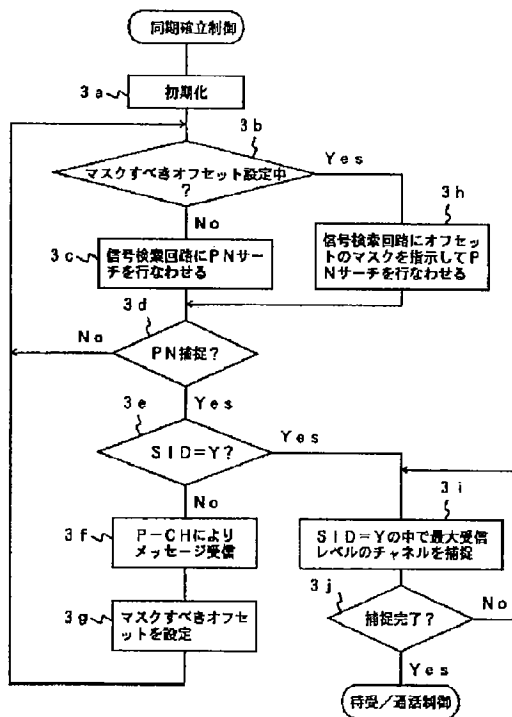 同期確立制御
3a
初期化
3b
マスクすべきオフセット設定中
?
Yes
No
3h
3c
信号検索回路にPNサー
チを行なわせる
信号検索回路にオフセット
のマスクを指示してP
Nサーチを行なわせる
3d
No
PN捕捉?
Yes
3e
SID=Y?
Yes
No
3i
3f
P-CHにより
メッセージ受信
SID=Yの中で最大受信
レベルのチャネルを捕捉
3g
マスクすべきオフセ
ットを設定
3j
捕捉完了?
No
Yes
待受/通話制御